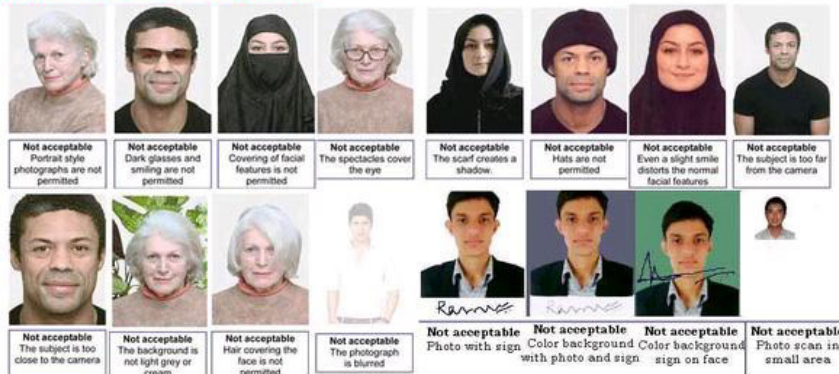 Not acceptable
Portrait style
photographs are not
permitted
Not acceptable
Dark glasses and
smiling are not
permitted
Not acceptable
Covering of facial
features is not
permitted
Not acceptable
The spectacles cover
the eye
Not acceptable
The scarf creates a
shadow.
Not acceptable
Hats are not
permitted
Not acceptable
Even a slight smile
distorts the normal
facial features
Not acceptable
The subject is too far
from the camera
Not acceptable
The subject is too
close to the camera
Not acceptable
The background is
not light grey or
cream
Not acceptable
Hair covering the
face is not
permitted
Not acceptable
The photograph
is blurred
Not acceptable
Photo with sign
Not acceptable
Color background
with photo and sign
Not acceptable
Color background
sign on face
Not acceptable
Photo scan in
small area